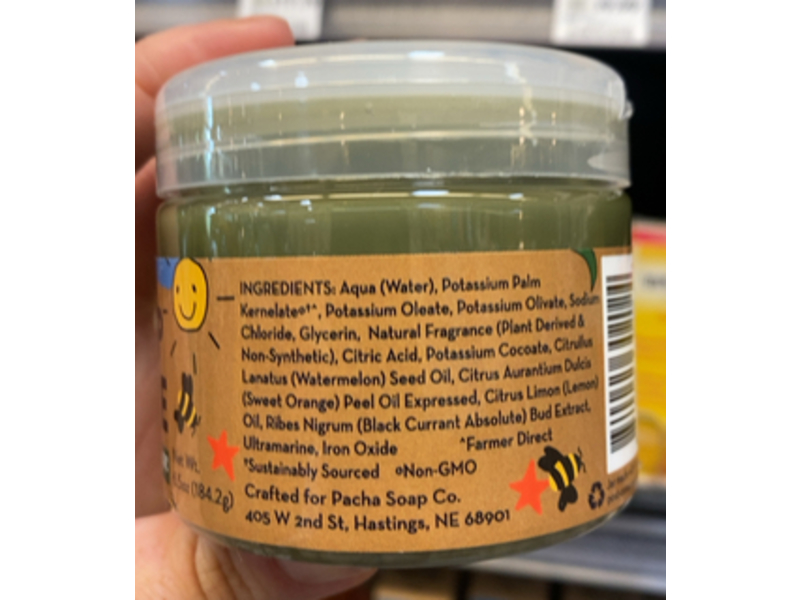 INGREDIENTS: Aqua (Water), Potassium Palm
Kernelate°†^, Potassium Oleate, Potassium Olivate, Sodium
Chloride, Glycerin, Natural Fragrance (Plant Derived &
Non-Synthetic), Citric Acid, Potassium Cocoate, Citrullus
Lanatus (Watermelon) Seed Oil, Citrus Aurantium Dulcis
(Sweet Orange) Peel Oil Expressed, Citrus Limon (Lemon)
Oil, Ribes Nigrum (Black Currant Absolute) Bud Extract,
Ultramarine, Iron Oxide ^Farmer Direct
†Sustainably Sourced °Non-GMO
Crafted for Pacha Soap Co.
405 W 2nd St, Hastings, NE 68901
Net Wt.
(184.2g)